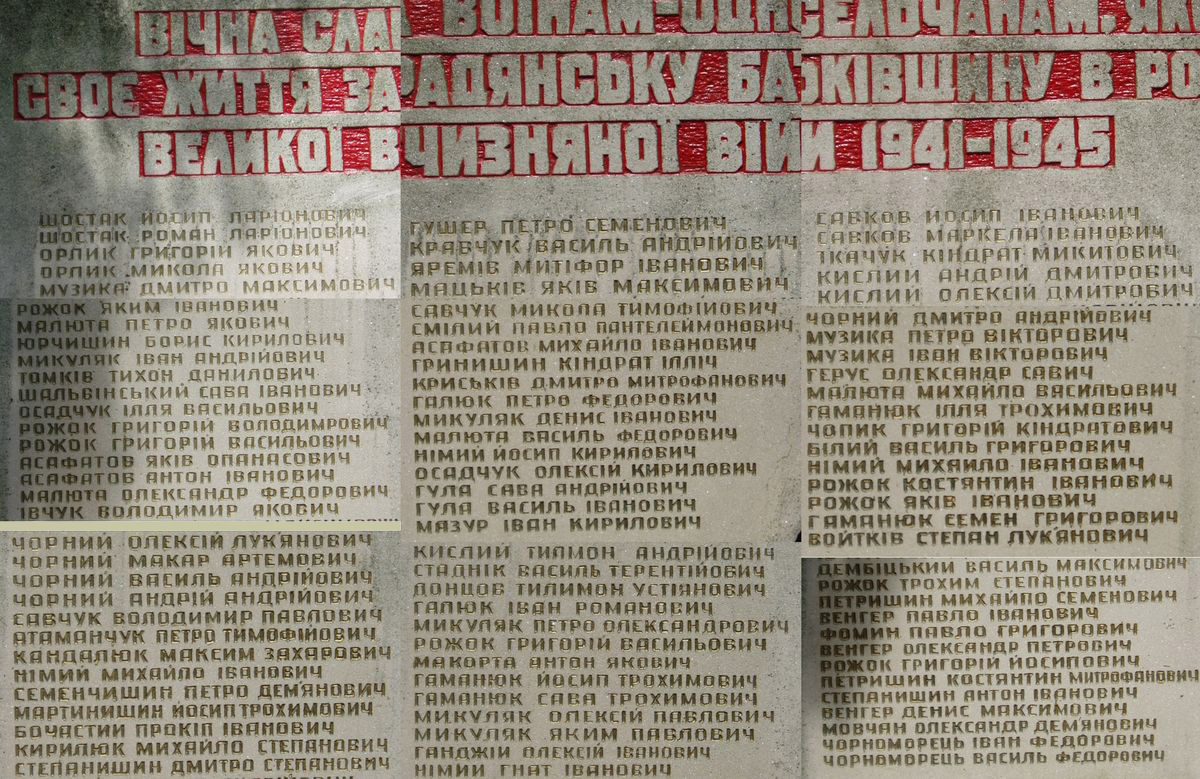 ВІЧНА СЛАВА ВОІНАМ-ОДНОСЕЛЬЧАНАМ, ЯКІ
СВОЄ ЖИТТЯ ЗА РАДЯНСЬКУ БАТЬКІВЩИНУ В РО
ВЕЛИКОЇ ВІТЧИЗНЯНОЇ ВІЙНИ 1941-1945
ШОСТАК ЙОСИП ЛАРІОНОВИЧ
ШОСТАК РОМАН ЛАРІОНОВИЧ
ОРЛИК ГРИГОРІЙ ЯКОВИЧ
ОРЛИК МИКОЛА ЯКОВИЧ
МУЗИКА ДМИТРО МАКСИМОВИЧ
РОЖОК ЯКИМ ІВАНОВИЧ
МАЛЮТА ПЕТРО ЯКОВИЧ
ЮРЧИШИН БОРИС КИРИЛОВИЧ
МИКУЛЯК ІВАН АНДРІЙОВИЧ
ТОМКІВ ТИХОН ДАНИЛОВИЧ
ШАЛЬВІНСЬКИЙ САВА ІВАНОВИЧ
ОСАДЧУК ІЛЛЯ ВАСИЛЬОВИЧ
РОЖОК ГРИГОРІЙ ВОЛОДИМИРОВИЧ
РОЖОК ГРИГОРІЙ ВАСИЛЬОВИЧ
АСАФАТОВ ЯКІВ ОПАНАСОВИЧ
АСАФАТОВ АНТОН ІВАНОВИЧ
МАЛЮТА ОЛЕКСАНДР ФЕДОРОВИЧ
ІВЧУК ВОЛОДИМИР ЯКОВИЧ
ЧОРНИЙ ОЛЕКСІЙ ЛУК'ЯНОВИЧ
ЧОРНИЙ МАКАР АРТЕМОВИЧ
ЧОРНИЙ ВАСИЛЬ АНДРІЙОВИЧ
ЧОРНИЙ АНДРІЙ АНДРІЙОВИЧ
САВЧУК ВОЛОДИМИР ПАВЛОВИЧ
АТАМАНЧУК ПЕТРО ТИМОФІЙОВИЧ
КАНДАЛЮК МАКСИМ ЗАХАРОВИЧ
НІМИЙ МИХАЙЛО ІВАНОВИЧ
СЕМЕНЧИШИН ПЕТРО ДЕМ'ЯНОВИЧ
МАРТИНИШИН ЙОСИП ТРОХИМОВИЧ
БОЧАСТИЙ ПРОКІП ІВАНОВИЧ
КИРИЛЮК МИХАЙЛО СТЕПАНОВИЧ
СТЕПАНИШИН ДМИТРО СТЕПАНОВИЧ
ГУШЕР ПЕТРО СЕМЕНОВИЧ
КРАВЧУК ВАСИЛЬ АНДРІЙОВИЧ
ЯРЕМІВ МИТІФОР ІВАНОВИЧ
МАЦЬКІВ ЯКІВ МАКСИМОВИЧ
САВЧУК МИКОЛА ТИМОФІЙОВИЧ
СМІЛИЙ ПАВЛО ПАНТЕЛЕЙМОНОВИЧ
АСАФАТОВ МИХАЙЛО ІВАНОВИЧ
ГРИНИШИН КІНДРАТ ІЛЛІЧ
КРИСЬКІВ ДМИТРО МИТРОФАНОВИЧ
ГАЛЮК ПЕТРО ФЕДОРОВИЧ
МИКУЛЯК ДЕНИС ІВАНОВИЧ
МАЛЮТА ВАСИЛЬ ФЕДОРОВИЧ
НІМИЙ ЙОСИП КИРИЛОВИЧ
ОСАДЧУК ОЛЕКСІЙ КИРИЛОВИЧ
ГУЛА САВА АНДРІЙОВИЧ
ГУЛА ВАСИЛЬ ІВАНОВИЧ
МАЗУР ІВАН КИРИЛОВИЧ
КИСЛИЙ ТИЛМОН АНДРІЙОВИЧ
СТАДНІК ВАСИЛЬ ТЕРЕНТІЙОВИЧ
ДОНЦОВ ТИЛИМОН УСТІЯНОВИЧ
ГАЛЮК ІВАН РОМАНОВИЧ
МИКУЛЯК ПЕТРО ОЛЕКСАНДРОВИЧ
РОЖОК ГРИГОРІЙ ВАСИЛЬОВИЧ
МАКОРТА АНТОН ЯКОВИЧ
ГАМАНЮК ЙОСИП ТРОХИМОВИЧ
ГАМАНЮК САВА ТРОХИМОВИЧ
МИКУЛЯК ОЛЕКСІЙ ПАВЛОВИЧ
МИКУЛЯК ЯКИМ ПАВЛОВИЧ
ГАНДЖІЙ ОЛЕКСІЙ ІВАНОВИЧ
НІМИЙ ГНАТ ІВАНОВИЧ
САВКОВ ЙОСИП ІВАНОВИЧ
САВКОВ МАРКЕЛА ІВАНОВИЧ
ТКАЧУК КІНДРАТ МИКИТОВИЧ
КИСЛИЙ АНДРІЙ ДМИТРОВИЧ
КИСЛИЙ ОЛЕКСІЙ ДМИТРОВИЧ
ЧОРНИЙ ДМИТРО АНДРІЙОВИЧ
МУЗИКА ПЕТРО ВІКТОРОВИЧ
МУЗИКА ІВАН ВІКТОРОВИЧ
ГЕРУС ОЛЕКСАНДР САВИЧ
МАЛЮТА МИХАЙЛО ВАСИЛЬОВИЧ
ГАМАНЮК ІЛЛЯ ТРОХИМОВИЧ
ЧОПИК ГРИГОРІЙ КІНДРАТОВИЧ
БІЛИЙ ВАСИЛЬ ГРИГОРОВИЧ
НІМИЙ МИХАЙЛО ІВАНОВИЧ
РОЖОК КОСТЯНТИН ІВАНОВИЧ
РОЖОК ЯКІВ ІВАНОВИЧ
ГАМАНЮК СЕМЕН ГРИГОРОВИЧ
ВОЙТКІВ СТЕПАН ЛУК'ЯНОВИЧ
ДЕМБІЦЬКИЙ ВАСИЛЬ МАКСИМОВИЧ
РОЖОК ТРОХИМ СТЕПАНОВИЧ
ПЕТРИШИН МИХАЙЛО СЕМЕНОВИЧ
ВЕНГЕР ПАВЛО ІВАНОВИЧ
ФОМИН ПАВЛО ГРИГОРОВИЧ
ВЕНГЕР ОЛЕКСАНДР ПЕТРОВИЧ
РОЖОК ГРИГОРІЙ ЙОСИПОВИЧ
ПЕТРИШИН КОСТЯНТИН МИТРОФАНОВИЧ
СТЕПАНИШИН АНТОН ІВАНОВИЧ
ВЕНГЕР ДЕНИС МАКСИМОВИЧ
МОВЧАН ОЛЕКСАНДР ДЕМ'ЯНОВИЧ
ЧОРНОМОРЕЦЬ ІВАН ФЕДОРОВИЧ
ЧОРНОМОРЕЦЬ ВАСИЛЬ ФЕДОРОВИЧ